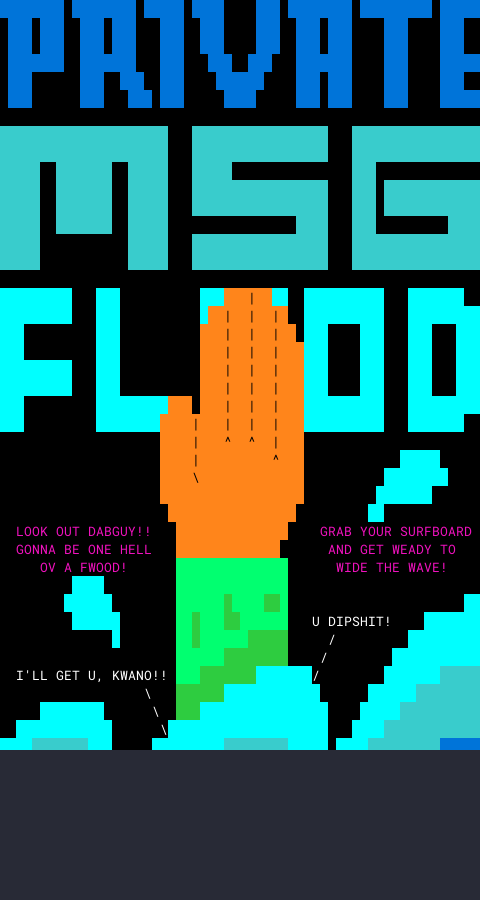 PRIVATE
MSG
FLOOD
LOOK OUT DABGUY!!
GONNA BE ONE HELL
OV A FWOOD!
GRAB YOUR SURFBOARD
AND GET WEADY TO
WIDE THE WAVE!
U DIPSHIT!
I'LL GET U, KWANO!!